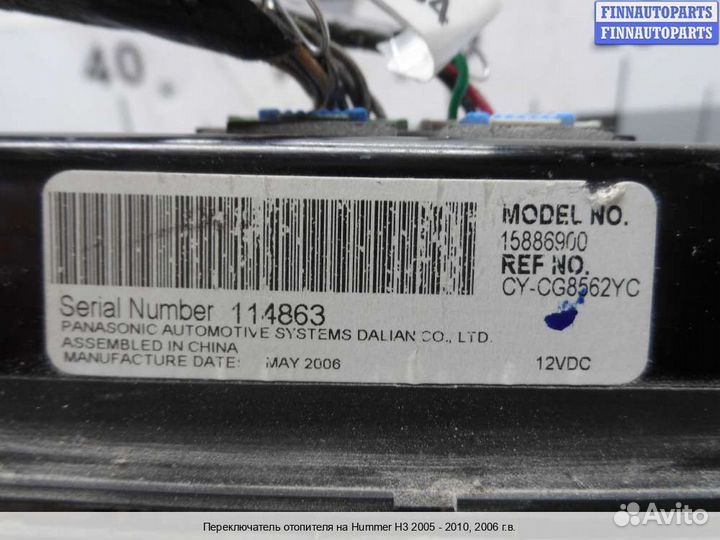 FINNAUTOPARTS
FINNAUTOPARTS
40.
MODEL NO.
15886900
REF NO.
CY-CG8562YC
Serial Number 114863
PANASONIC AUTOMOTIVE SYSTEMS DALIAN CO., LTD.
ASSEMBLED IN CHINA
MANUFACTURE DATE: MAY 2006
12VDC
Avito
Переключатель отопителя на Hummer H3 2005 - 2010, 2006 г.в.